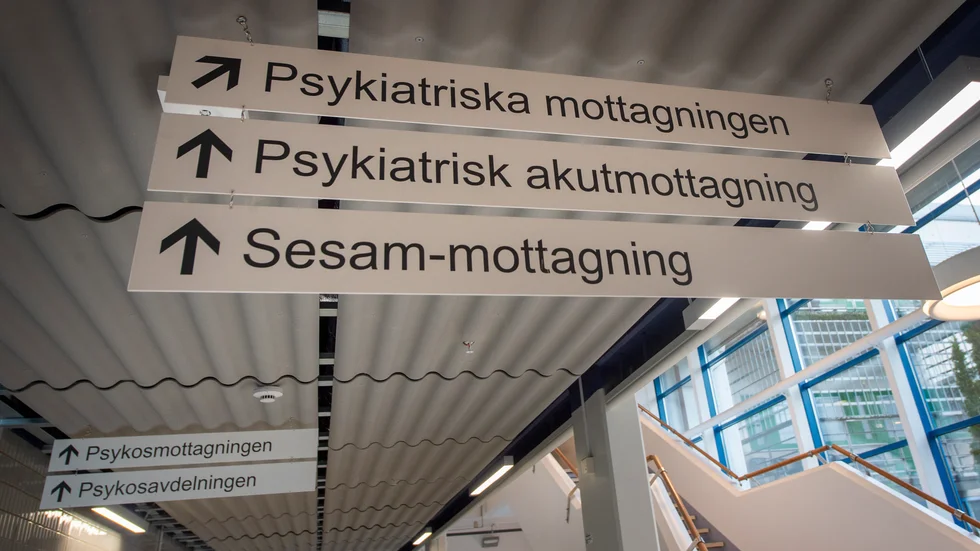 Psykiatriska mottagningen
Psykiatrisk akutmottagning
Sesam-mottagning
Psykosmottagningen
Psykosavdelningen